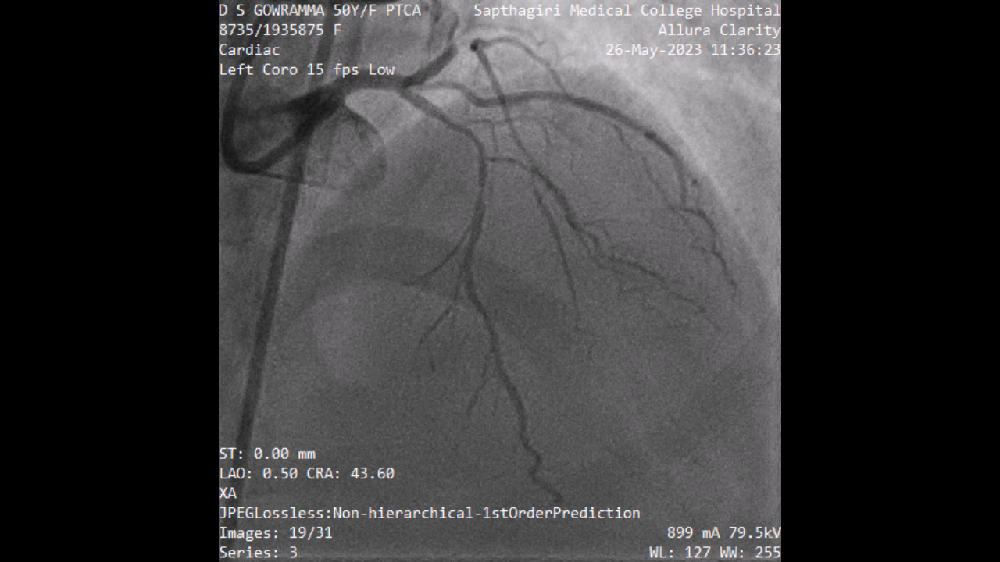 D S GOWRAMMA 50Y/F PTCA
Sapthagiri Medical College Hospital
8735/1935875 F
Allura Clarity
Cardiac
26-May-2023 11:36:23
Left Coro 15 fps Low
ST: 0.00 mm
LAO: 0.50 CRA: 43.60
XA
JPEGLossless:Non-hierarchical-1stOrderPrediction
Images: 19/31
899 mA 79.5kV
Series: 3
WL: 127 WW: 255